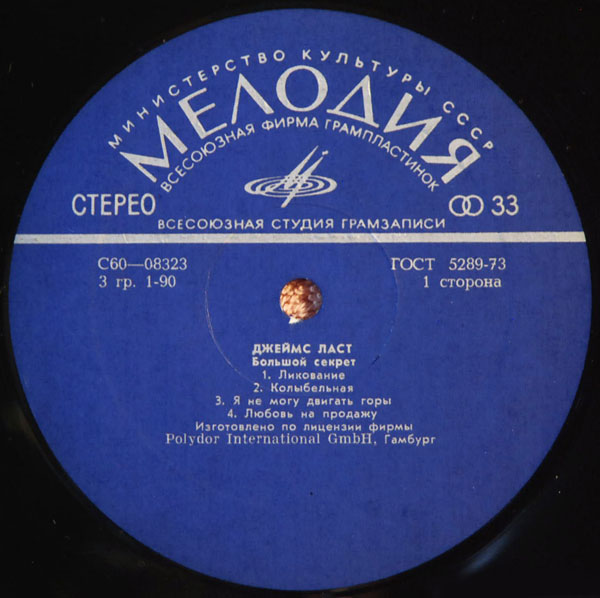 МИНИСТЕРСТВО КУЛЬТУРЫ СССР
МЕЛОДИЯ
ВСЕСОЮЗНАЯ ФИРМА ГРАМПЛАСТИНОК
СТЕРЕО
33
ВСЕСОЮЗНАЯ СТУДИЯ ГРАМЗАПИСИ
С60—08323
ГОСТ 5289-73
3 гр. 1-90
1 сторона
ДЖЕЙМС ЛАСТ
Большой секрет
1. Ликование
2. Колыбельная
3. Я не могу двигать горы
4. Любовь на продажу
Изготовлено по лицензии фирмы
Polydor International GmbH, Гамбург